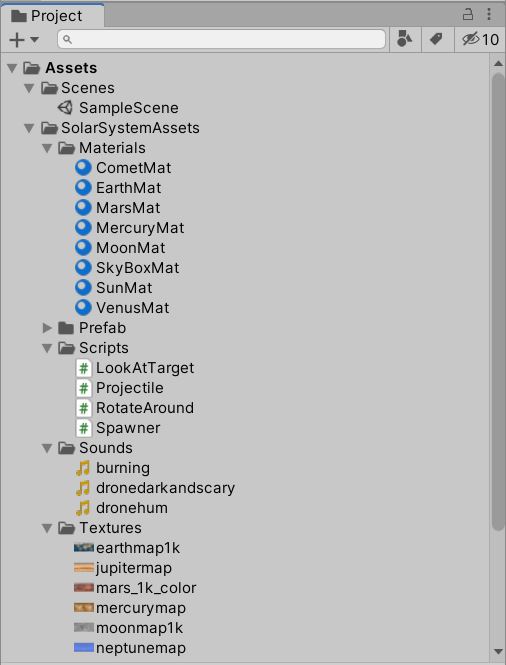 Project
10
Assets
Scenes
SampleScene
SolarSystemAssets
Materials
CometMat
EarthMat
MarsMat
MercuryMat
MoonMat
SkyBoxMat
SunMat
VenusMat
Prefab
Scripts
LookAtTarget
Projectile
RotateAround
Spawner
Sounds
burning
dronedarkandscary
dronehum
Textures
earthmap1k
jupitermap
mars_1k_color
mercurymap
moonmap1k
neptunemap